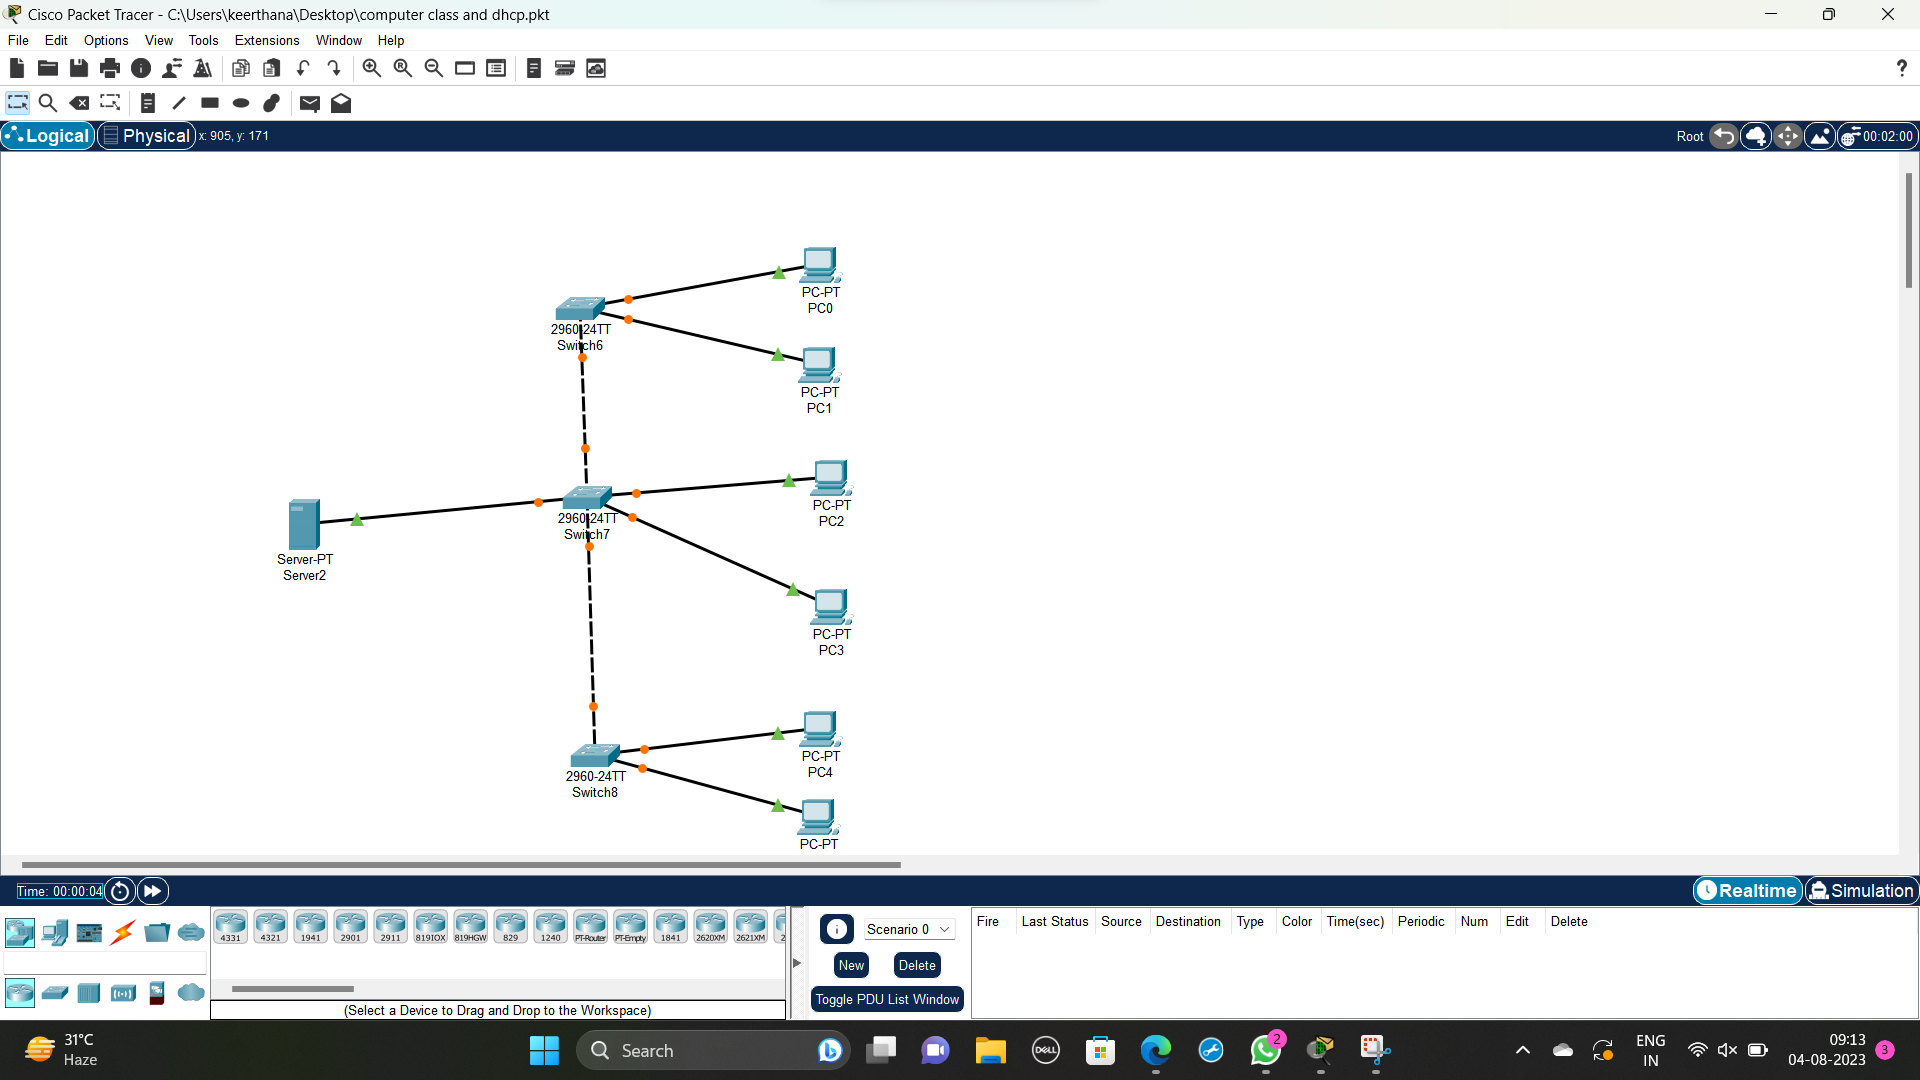 Cisco Packet Tracer - C:\Users\keerthana\Desktop\computer class and dhcp.pkt
File Edit Options View Tools Extensions Window Help
?
Logical Physical x: 905, y: 171 Root 00:02:00
PC-PT
PC0
2960-24TT
Switch6
PC-PT
PC1
PC-PT
PC2
2960-24TT
Switch7
Server-PT
Server2
PC-PT
PC3
PC-PT
PC4
2960-24TT
Switch8
PC-PT
Time: 00:00:04 Realtime Simulation
4331 4321 1941 2901 2911 819IOX 819HGW 829 1240 PT-Router PT-Empty 1841 2620XM 2621XM 2
(Select a Device to Drag and Drop to the Workspace)
Scenario 0
New Delete
Toggle PDU List Window
Fire Last Status Source Destination Type Color Time(sec) Periodic Num Edit Delete
31°C
Haze
Search
DELL
2
ENG
IN
09:13
04-08-2023
3